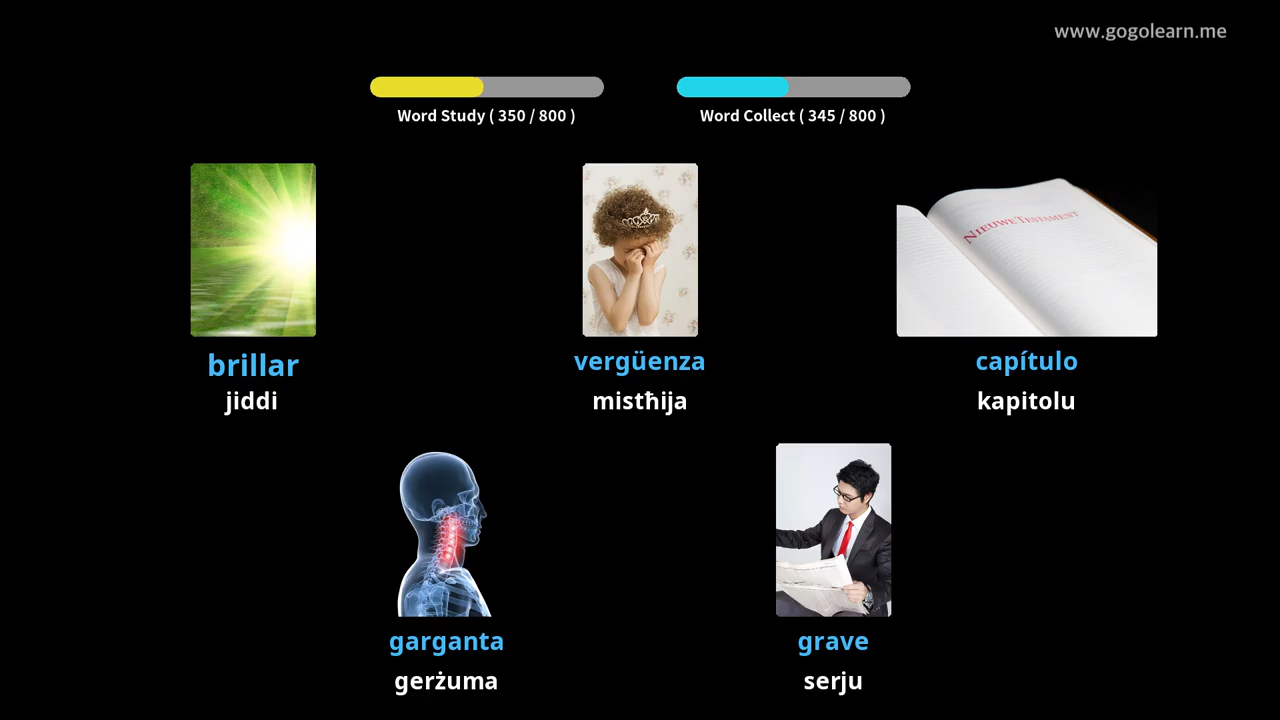 www.gogolearn.me
Word Study ( 350 / 800 )
Word Collect ( 345 / 800 )
NIEUWE TESTAMENT
brillar
jiddi
vergüenza
mistħija
capítulo
kapitolu
garganta
gerżuma
grave
serju